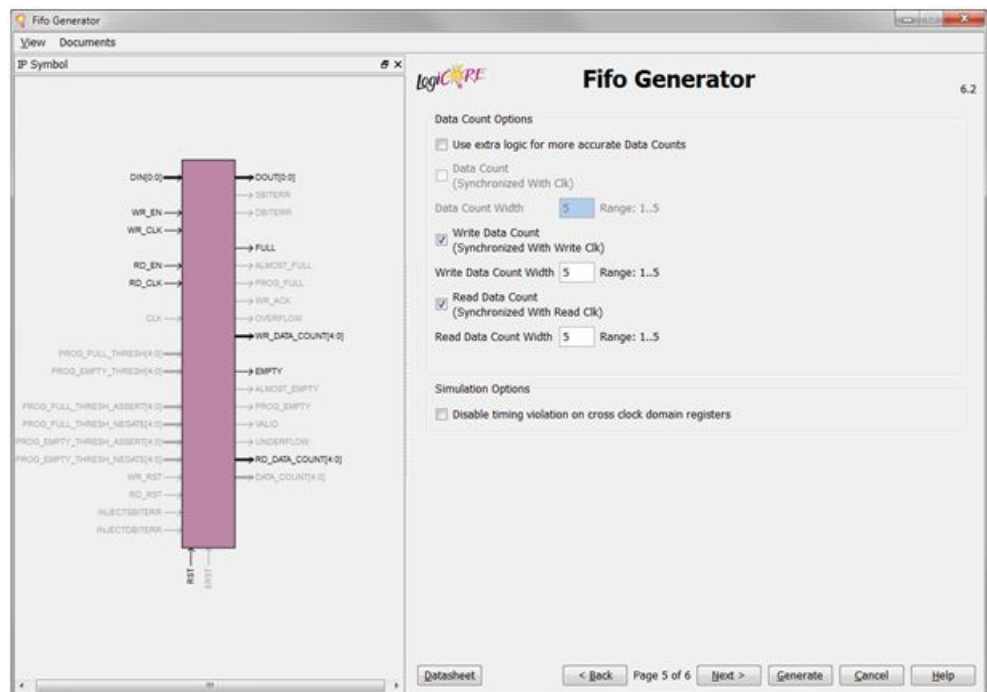 Fifo Generator
View Documents
IP Symbol
DIN[0:0]
WR_EN
WR_CLK
RD_EN
RD_CLK
CLK
PROG_FULL_THRESH[4:0]
PROG_EMPTY_THRESH[4:0]
PROG_FULL_THRESH_ASSERT[4:0]
PROG_FULL_THRESH_NEGATE[4:0]
PROG_EMPTY_THRESH_ASSERT[4:0]
PROG_EMPTY_THRESH_NEGATE[4:0]
WR_RST
RD_RST
INJECTSBITERR
INJECTDBITERR
DOUT[0:0]
SBITERR
DBITERR
FULL
ALMOST_FULL
PROG_FULL
WR_ACK
OVERFLOW
WR_DATA_COUNT[4:0]
EMPTY
ALMOST_EMPTY
PROG_EMPTY
VALID
UNDERFLOW
RD_DATA_COUNT[4:0]
DATA_COUNT[4:0]
RST
SRST
LogiCORE
Fifo Generator
6.2
Data Count Options
Use extra logic for more accurate Data Counts
Data Count
(Synchronized With Clk)
Data Count Width 5 Range: 1..5
Write Data Count
(Synchronized With Write Clk)
Write Data Count Width 5 Range: 1..5
Read Data Count
(Synchronized With Read Clk)
Read Data Count Width 5 Range: 1..5
Simulation Options
Disable timing violation on cross clock domain registers
Datasheet < Back Page 5 of 6 Next > Generate Cancel Help